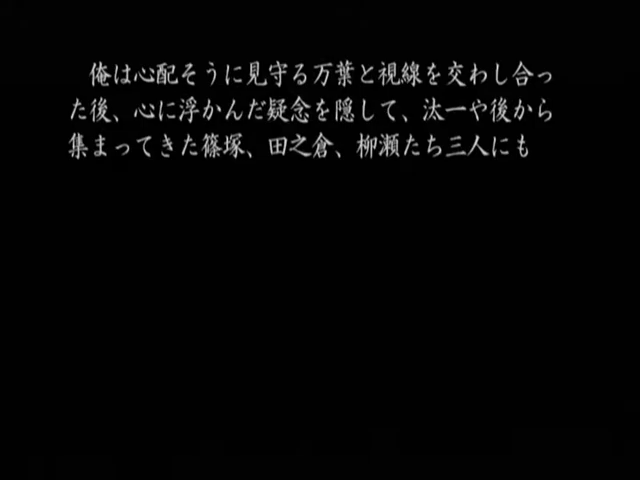 俺は心配そうに見守る万葉と視線を交わし合っ
た後、心に浮かんだ疑念を隠して、汰一や後から
集まってきた篠塚、田之倉、柳瀬たち三人にも